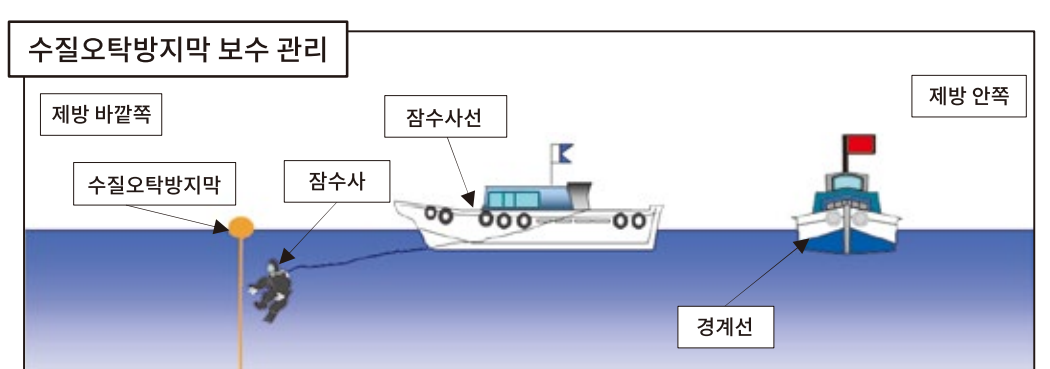 수질오탁방지막 보수 관리
제방 바깥쪽
제방 안쪽
잠수사선
수질오탁방지막
잠수사
경계선